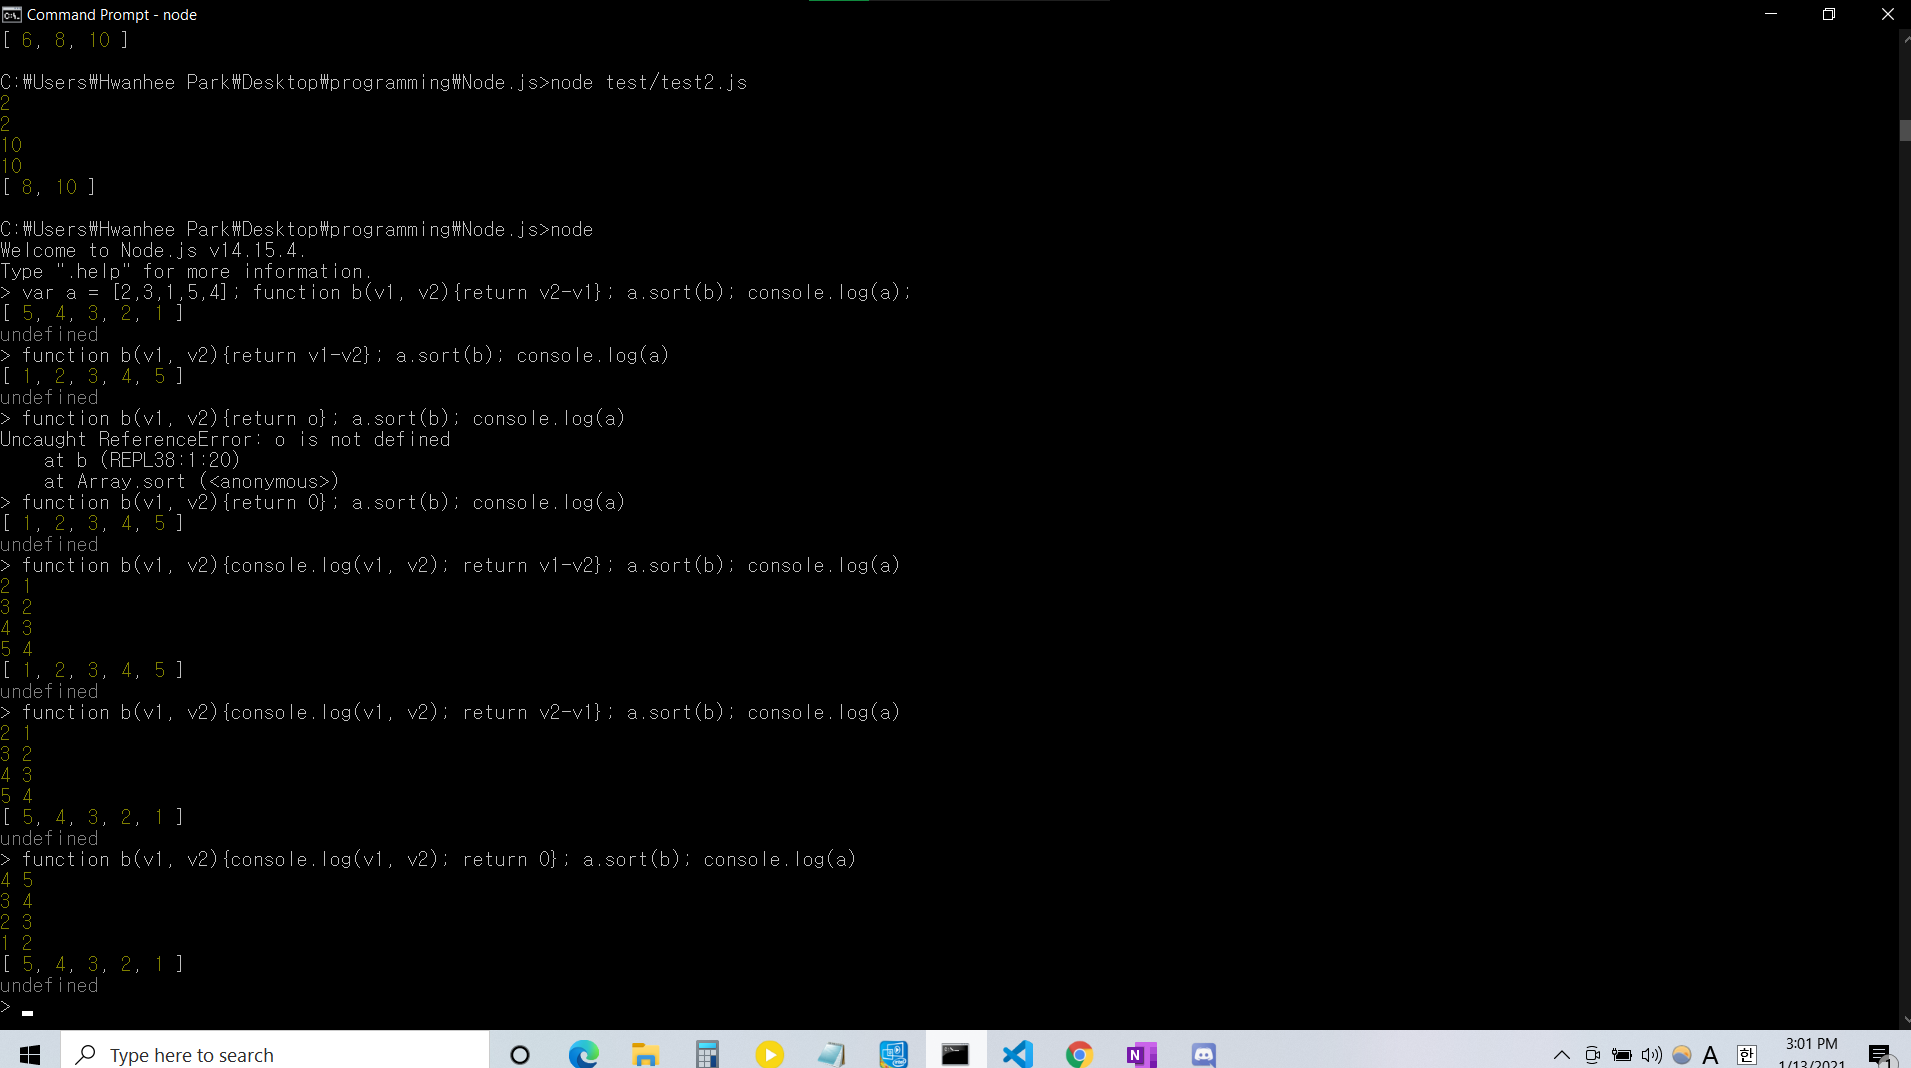 Command Prompt - node
[ 6, 8, 10 ]
C:₩Users₩Hwanhee Park₩Desktop₩programming₩Node.js>node test/test2.js
2
2
10
10
[ 8, 10 ]
C:₩Users₩Hwanhee Park₩Desktop₩programming₩Node.js>node
Welcome to Node.js v14.15.4.
Type ".help" for more information.
> var a = [2,3,1,5,4]; function b(v1, v2){return v2-v1}; a.sort(b); console.log(a);
[ 5, 4, 3, 2, 1 ]
undefined
> function b(v1, v2){return v1-v2}; a.sort(b); console.log(a)
[ 1, 2, 3, 4, 5 ]
undefined
> function b(v1, v2){return o}; a.sort(b); console.log(a)
Uncaught ReferenceError: o is not defined
    at b (REPL38:1:20)
    at Array.sort (<anonymous>)
> function b(v1, v2){return 0}; a.sort(b); console.log(a)
[ 1, 2, 3, 4, 5 ]
undefined
> function b(v1, v2){console.log(v1, v2); return v1-v2}; a.sort(b); console.log(a)
2 1
3 2
4 3
5 4
[ 1, 2, 3, 4, 5 ]
undefined
> function b(v1, v2){console.log(v1, v2); return v2-v1}; a.sort(b); console.log(a)
2 1
3 2
4 3
5 4
[ 5, 4, 3, 2, 1 ]
undefined
> function b(v1, v2){console.log(v1, v2); return 0}; a.sort(b); console.log(a)
4 5
3 4
2 3
1 2
[ 5, 4, 3, 2, 1 ]
undefined
>
Type here to search
A
한
3:01 PM
1/13/2021
1